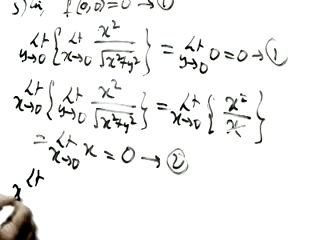 f(0,0)=0 → ①
Lt y→0 { Lt x→0 x²/√(x²+y²) } = Lt y→0 0 = 0 → ①
Lt x→0 { Lt y→0 x²/√(x²+y²) } = Lt x→0 { x²/x }
= Lt x→0 x = 0 → ②
Lt x